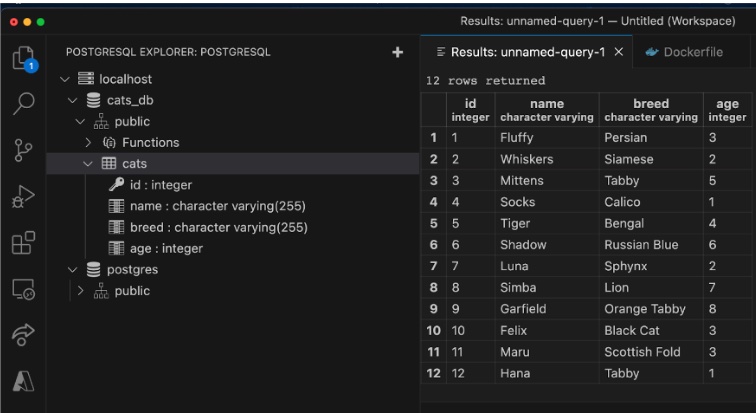 Results: unnamed-query-1 — Untitled (Workspace)
1
POSTGRESQL EXPLORER: POSTGRESQL
localhost
cats_db
public
Functions
cats
id : integer
name : character varying(255)
breed : character varying(255)
age : integer
postgres
public
Results: unnamed-query-1
Dockerfile
12 rows returned
id name breed age
integer character varying character varying integer
1 1 Fluffy Persian 3
2 2 Whiskers Siamese 2
3 3 Mittens Tabby 5
4 4 Socks Calico 1
5 5 Tiger Bengal 4
6 6 Shadow Russian Blue 6
7 7 Luna Sphynx 2
8 8 Simba Lion 7
9 9 Garfield Orange Tabby 8
10 10 Felix Black Cat 3
11 11 Maru Scottish Fold 3
12 12 Hana Tabby 1